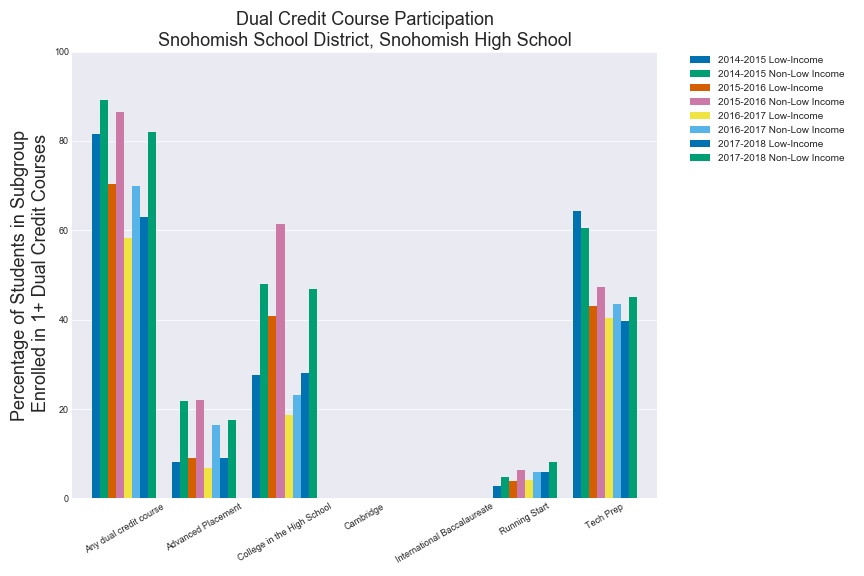 Dual Credit Course Participation
Snohomish School District, Snohomish High School
Percentage of Students in Subgroup
Enrolled in 1+ Dual Credit Courses
100
80
60
40
20
0
Any dual credit course
Advanced Placement
College in the High School
Cambridge
International Baccalaureate
Running Start
Tech Prep
2014-2015 Low-Income
2014-2015 Non-Low Income
2015-2016 Low-Income
2015-2016 Non-Low Income
2016-2017 Low-Income
2016-2017 Non-Low Income
2017-2018 Low-Income
2017-2018 Non-Low Income